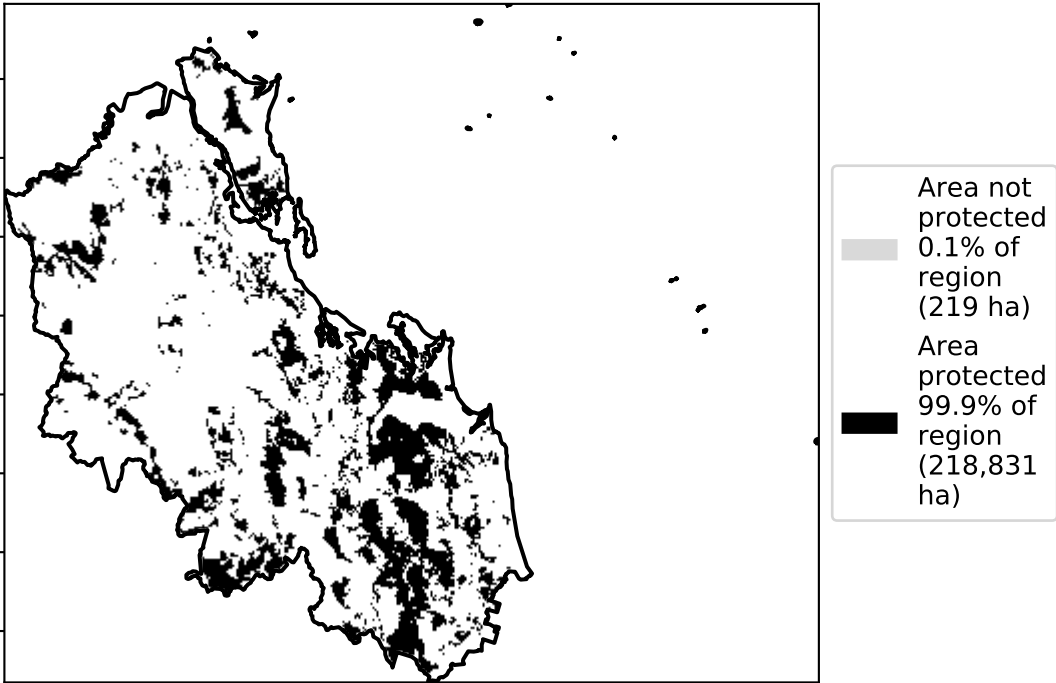 Area not
protected
0.1% of
region
(219 ha)
Area
protected
99.9% of
region
(218,831
ha)